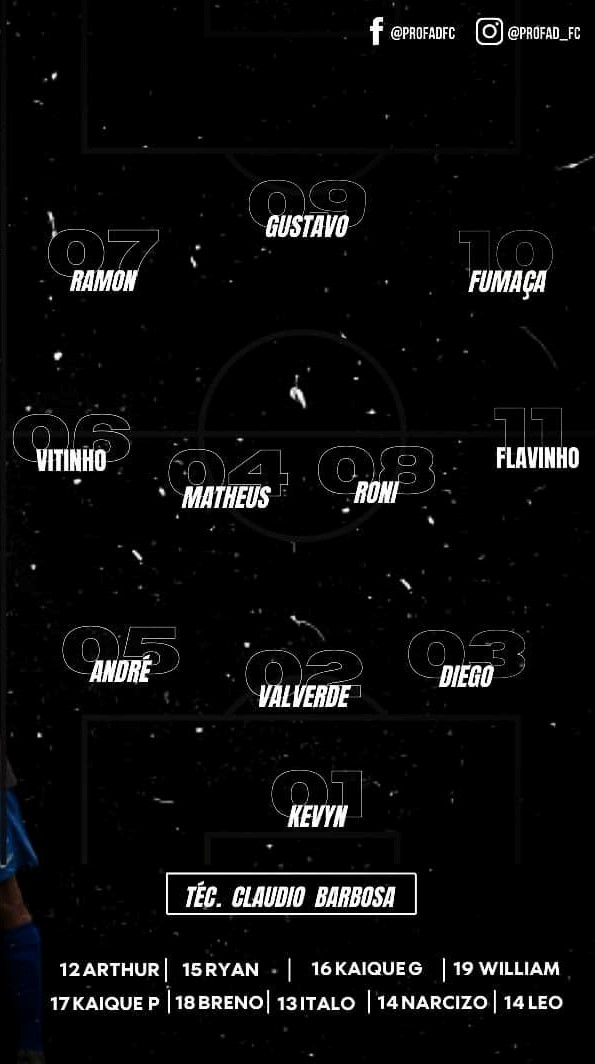 @PROFADFC @PROFAD_FC
09
GUSTAVO
07
RAMON
10
FUMAÇA
06
VITINHO
11
FLAVINHO
04
MATHEUS
08
RONI
05
ANDRÉ
02
VALVERDE
03
DIEGO
01
KEVYN
TÉC. CLAUDIO BARBOSA
12 ARTHUR | 15 RYAN | 16 KAIQUE G | 19 WILLIAM
17 KAIQUE P | 18 BRENO | 13 ITALO | 14 NARCIZO | 14 LEO